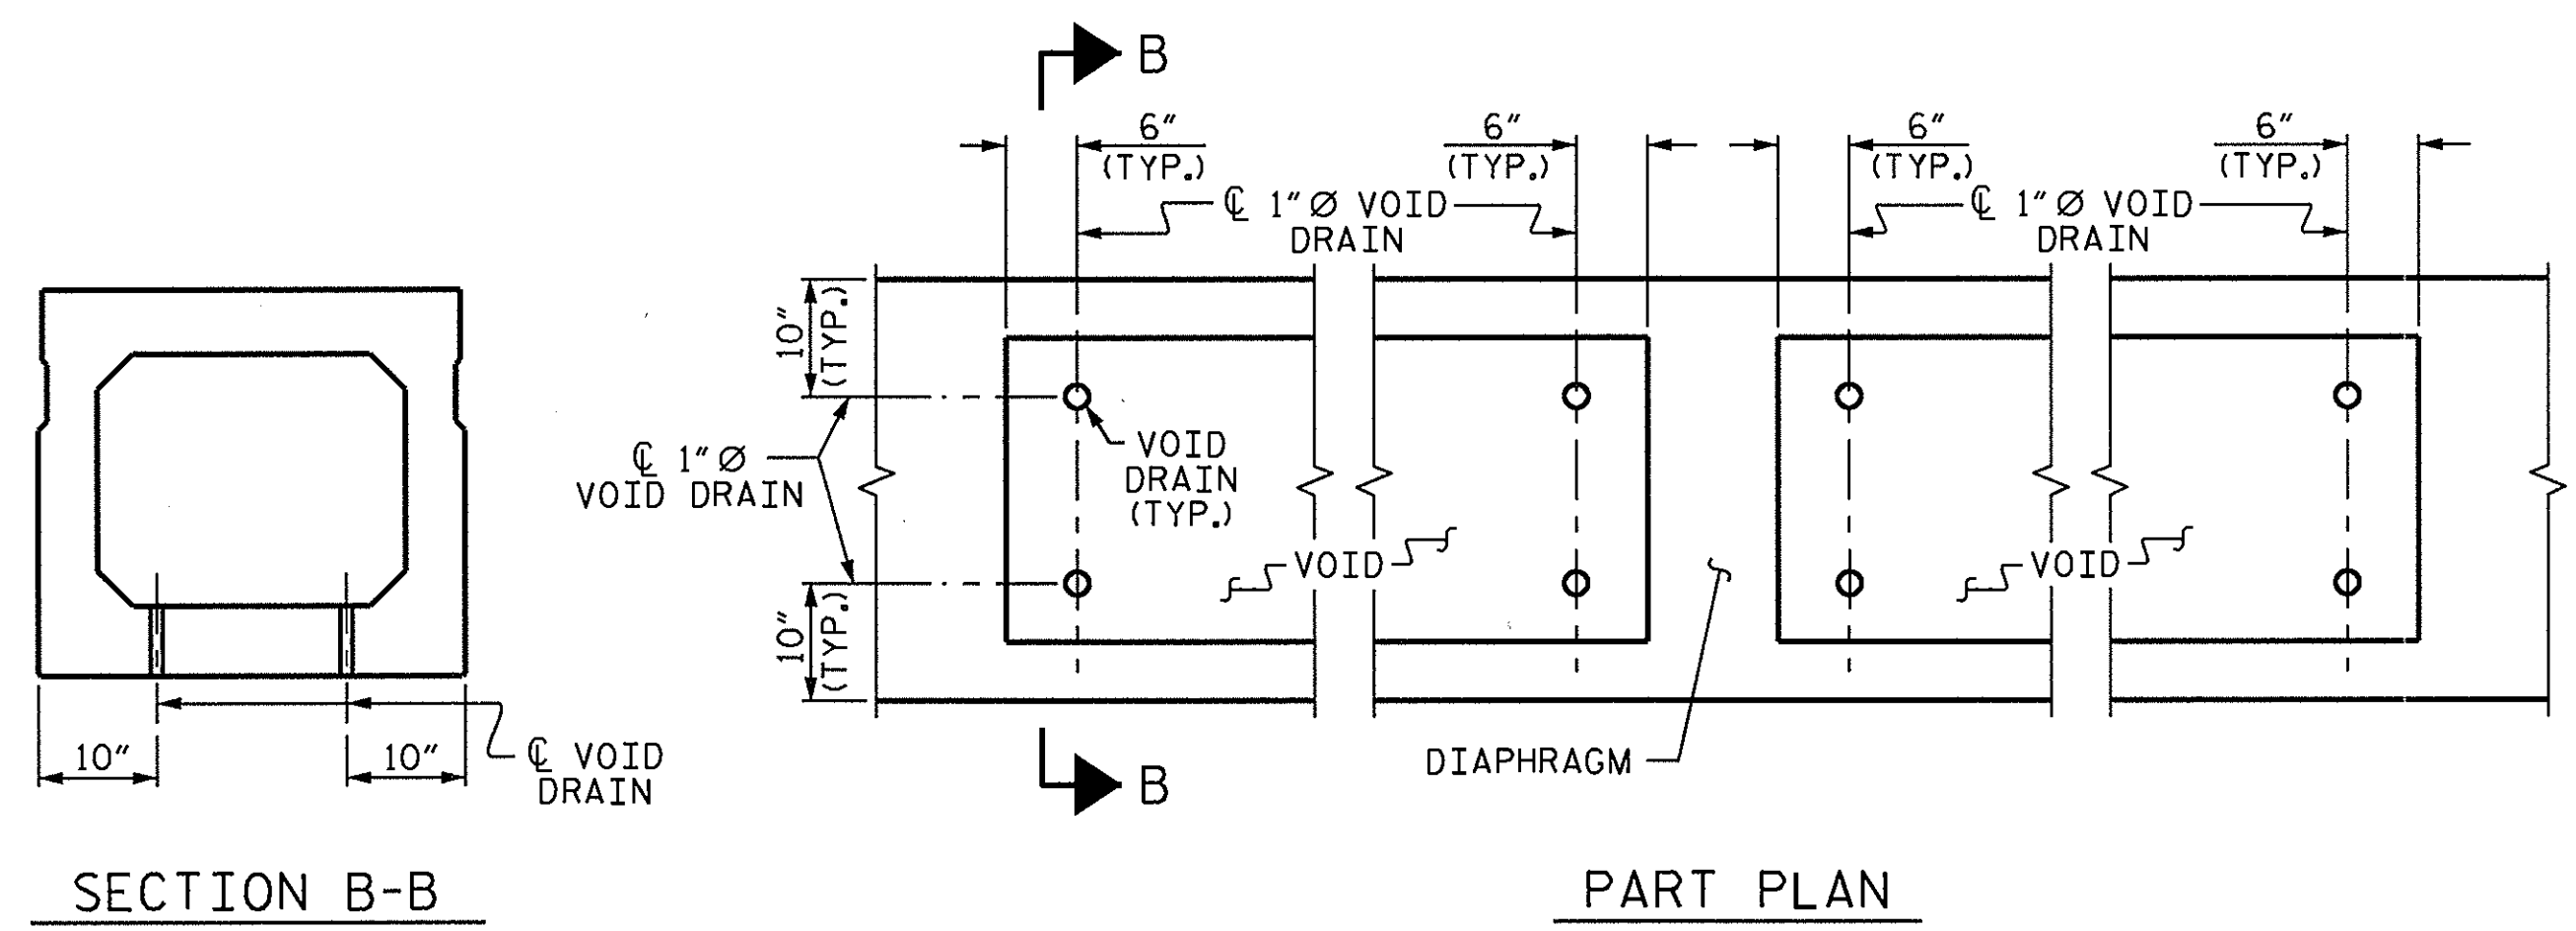 B
6" (TYP.)
6" (TYP.)
6" (TYP.)
6" (TYP.)
℄ 1"Ø VOID
DRAIN
℄ 1"Ø VOID
DRAIN
10"
(TYP.)
℄ 1"Ø
VOID DRAIN
VOID
DRAIN
(TYP.)
VOID
VOID
10"
(TYP.)
DIAPHRAGM
B
10"
10"
℄ VOID
DRAIN
SECTION B-B
PART PLAN